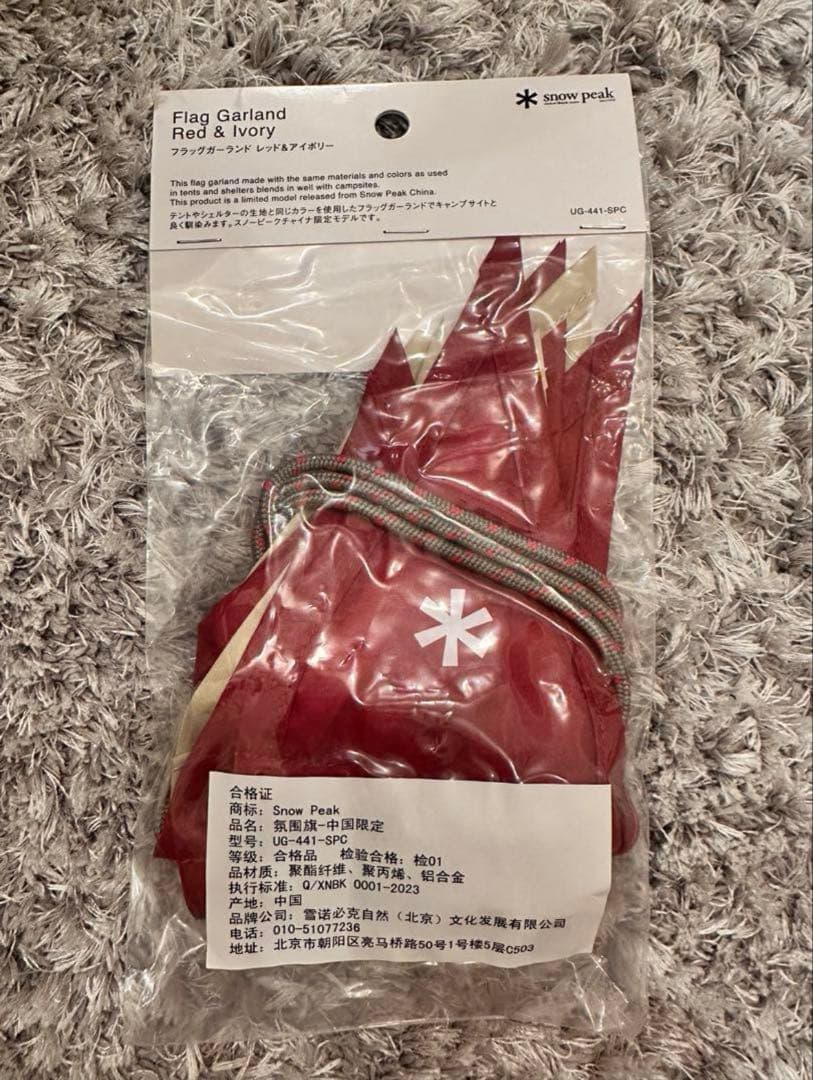 Flag Garland
Red & Ivory
フラッグガーランド レッド&アイボリー
snow peak
This flag garland made with the same materials and colors as used
in tents and shelters blends in well with campsites.
This product is a limited model released from Snow Peak China.
テントやシェルターの生地と同じカラーを使用したフラッグガーランドでキャンプサイトと
良く馴染みます。スノーピークチャイナ限定モデルです。
UG-441-SPC
合格证
商标：Snow Peak
品名：氛围旗-中国限定
型号：UG-441-SPC
等级：合格品 检验合格：检01
品材质：聚酯纤维、聚丙烯、铝合金
执行标准：Q/XNBK 0001-2023
产地：中国
品牌公司：雪诺必克自然（北京）文化发展有限公司
电话：010-51077236
地址：北京市朝阳区亮马桥路50号1号楼5层C503